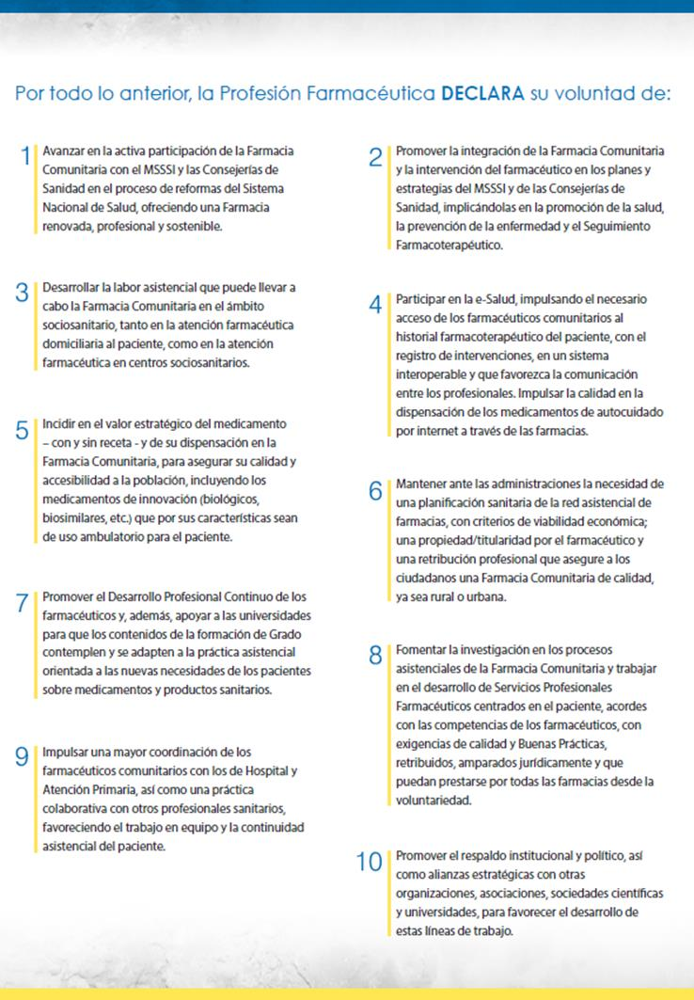 Por todo lo anterior, la Profesión Farmacéutica DECLARA su voluntad de:
1
Avanzar en la activa participación de la Farmacia
Comunitaria con el MSSSI y las Consejerías de
Sanidad en el proceso de reformas del Sistema
Nacional de Salud, ofreciendo una Farmacia
renovada, profesional y sostenible.
2
Promover la integración de la Farmacia Comunitaria
y la intervención del farmacéutico en los planes y
estrategias del MSSSI y de las Consejerías de
Sanidad, implicándolas en la promoción de la salud,
la prevención de la enfermedad y el Seguimiento
Farmacoterapéutico.
3
Desarrollar la labor asistencial que puede llevar a
cabo la Farmacia Comunitaria en el ámbito
sociosanitario, tanto en la atención farmacéutica
domiciliaria al paciente, como en la atención
farmacéutica en centros sociosanitarios.
4
Participar en la e-Salud, impulsando el necesario
acceso de los farmacéuticos comunitarios al
historial farmacoterapéutico del paciente, con el
registro de intervenciones, en un sistema
interoperable y que favorezca la comunicación
entre los profesionales. Impulsar la calidad en la
dispensación de los medicamentos de autocuidado
por internet a través de las farmacias.
5
Incidir en el valor estratégico del medicamento
– con y sin receta - y de su dispensación en la
Farmacia Comunitaria, para asegurar su calidad y
accesibilidad a la población, incluyendo los
medicamentos de innovación (biológicos,
biosimilares, etc.) que por sus características sean
de uso ambulatorio para el paciente.
6
Mantener ante las administraciones la necesidad de
una planificación sanitaria de la red asistencial de
farmacias, con criterios de viabilidad económica;
una propiedad/titularidad por el farmacéutico y
una retribución profesional que asegure a los
ciudadanos una Farmacia Comunitaria de calidad,
ya sea rural o urbana.
7
Promover el Desarrollo Profesional Continuo de los
farmacéuticos y, además, apoyar a las universidades
para que los contenidos de la formación de Grado
contemplen y se adapten a la práctica asistencial
orientada a las nuevas necesidades de los pacientes
sobre medicamentos y productos sanitarios.
8
Fomentar la investigación en los procesos
asistenciales de la Farmacia Comunitaria y trabajar
en el desarrollo de Servicios Profesionales
Farmacéuticos centrados en el paciente, acordes
con las competencias de los farmacéuticos, con
exigencias de calidad y Buenas Prácticas,
retribuidos, amparados jurídicamente y que
puedan prestarse por todas las farmacias desde la
voluntariedad.
9
Impulsar una mayor coordinación de los
farmacéuticos comunitarios con los de Hospital y
Atención Primaria, así como una práctica
colaborativa con otros profesionales sanitarios,
favoreciendo el trabajo en equipo y la continuidad
asistencial del paciente.
10
Promover el respaldo institucional y político, así
como alianzas estratégicas con otras
organizaciones, asociaciones, sociedades científicas
y universidades, para favorecer el desarrollo de
estas líneas de trabajo.